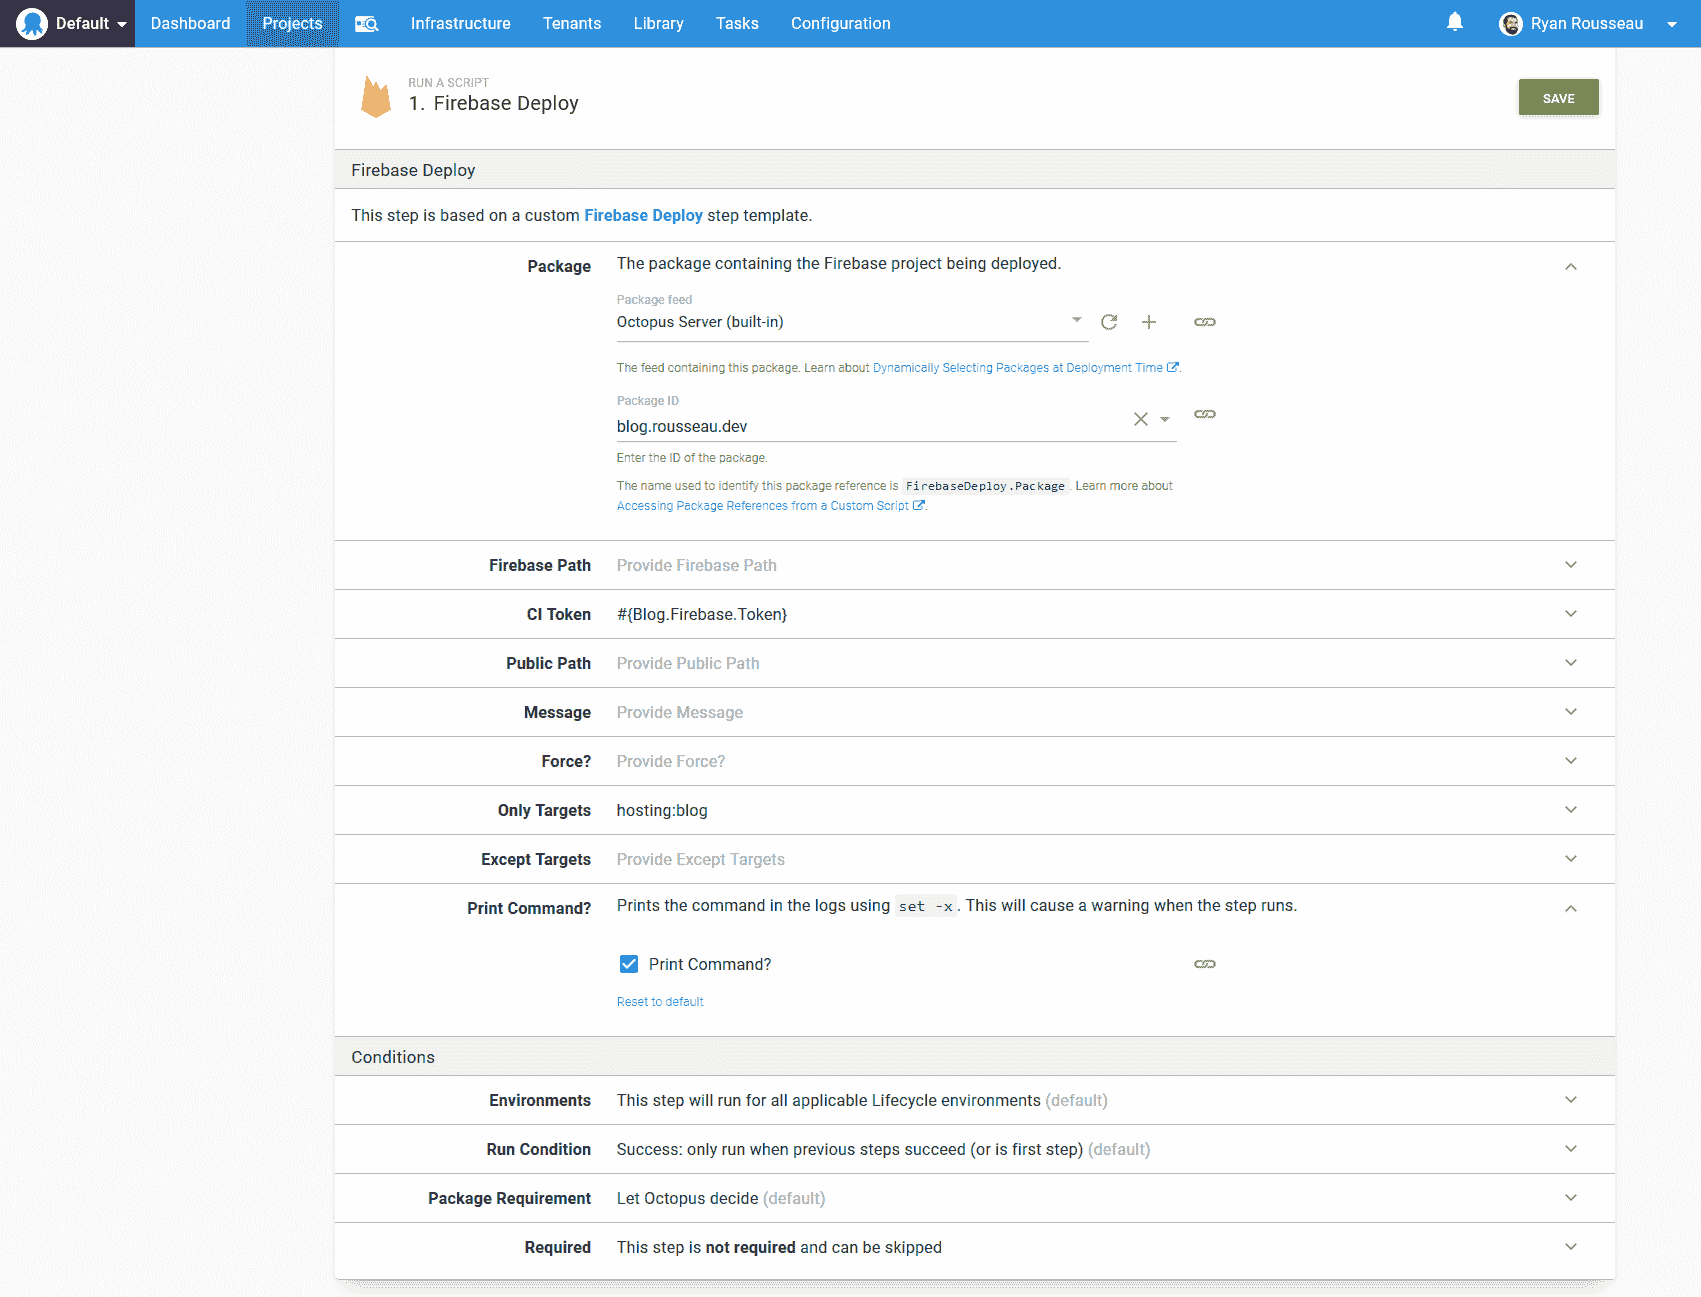 Default Dashboard Projects Infrastructure Tenants Library Tasks Configuration Ryan Rousseau
RUN A SCRIPT
1. Firebase Deploy
SAVE
Firebase Deploy
This step is based on a custom Firebase Deploy step template.
Package The package containing the Firebase project being deployed.
Package feed
Octopus Server (built-in)
The feed containing this package. Learn about Dynamically Selecting Packages at Deployment Time.
Package ID
blog.rousseau.dev
Enter the ID of the package.
The name used to identify this package reference is FirebaseDeploy.Package. Learn more about
Accessing Package References from a Custom Script.
Firebase Path Provide Firebase Path
CI Token #{Blog.Firebase.Token}
Public Path Provide Public Path
Message Provide Message
Force? Provide Force?
Only Targets hosting:blog
Except Targets Provide Except Targets
Print Command? Prints the command in the logs using set -x. This will cause a warning when the step runs.
Print Command?
Reset to default
Conditions
Environments This step will run for all applicable Lifecycle environments (default)
Run Condition Success: only run when previous steps succeed (or is first step) (default)
Package Requirement Let Octopus decide (default)
Required This step is not required and can be skipped